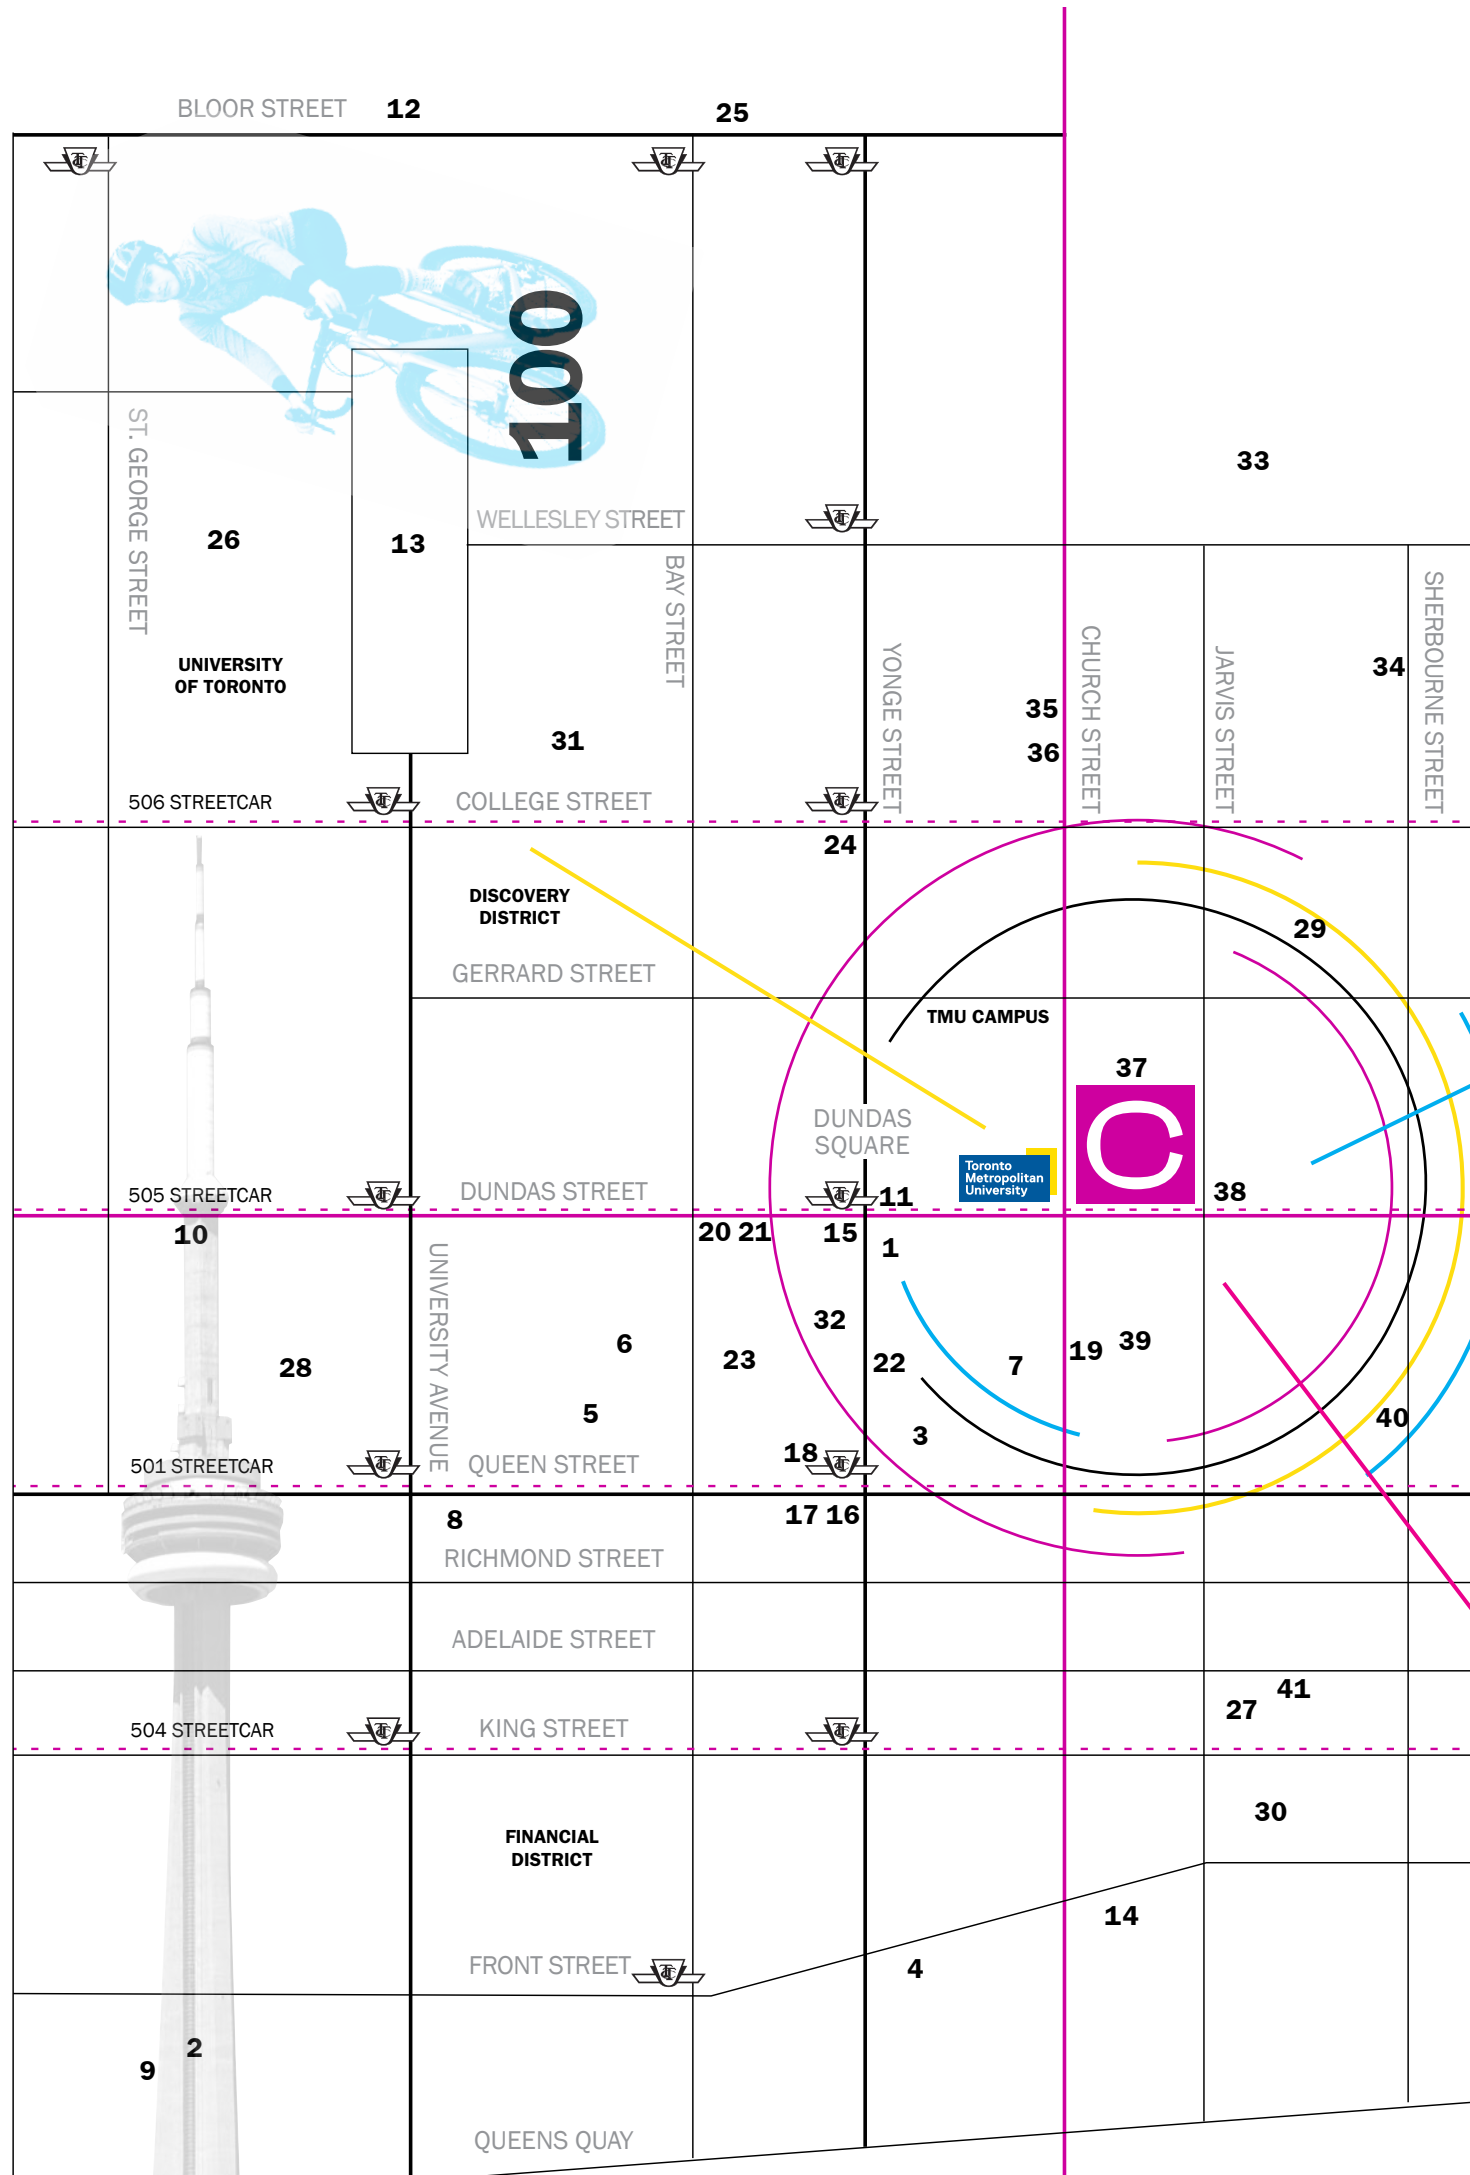 BLOOR STREET
12
25
100
33
ST. GEORGE STREET
WELLESLEY STREET
26
13
BAY STREET
SHERBOURNE STREET
CHURCH STREET
YONGE STREET
JARVIS STREET
UNIVERSITY
OF TORONTO
34
35
36
31
506 STREETCAR
COLLEGE STREET
24
DISCOVERY
DISTRICT
29
GERRARD STREET
TMU CAMPUS
37
C
DUNDAS
SQUARE
Toronto
Metropolitan
University
505 STREETCAR
DUNDAS STREET
11
38
10
20 21
15
1
UNIVERSITY AVENUE
32
6
28
23
22
7
19
39
5
3
40
18
501 STREETCAR
QUEEN STREET
8
17 16
RICHMOND STREET
ADELAIDE STREET
41
27
504 STREETCAR
KING STREET
30
FINANCIAL
DISTRICT
14
FRONT STREET
4
2
9
QUEENS QUAY